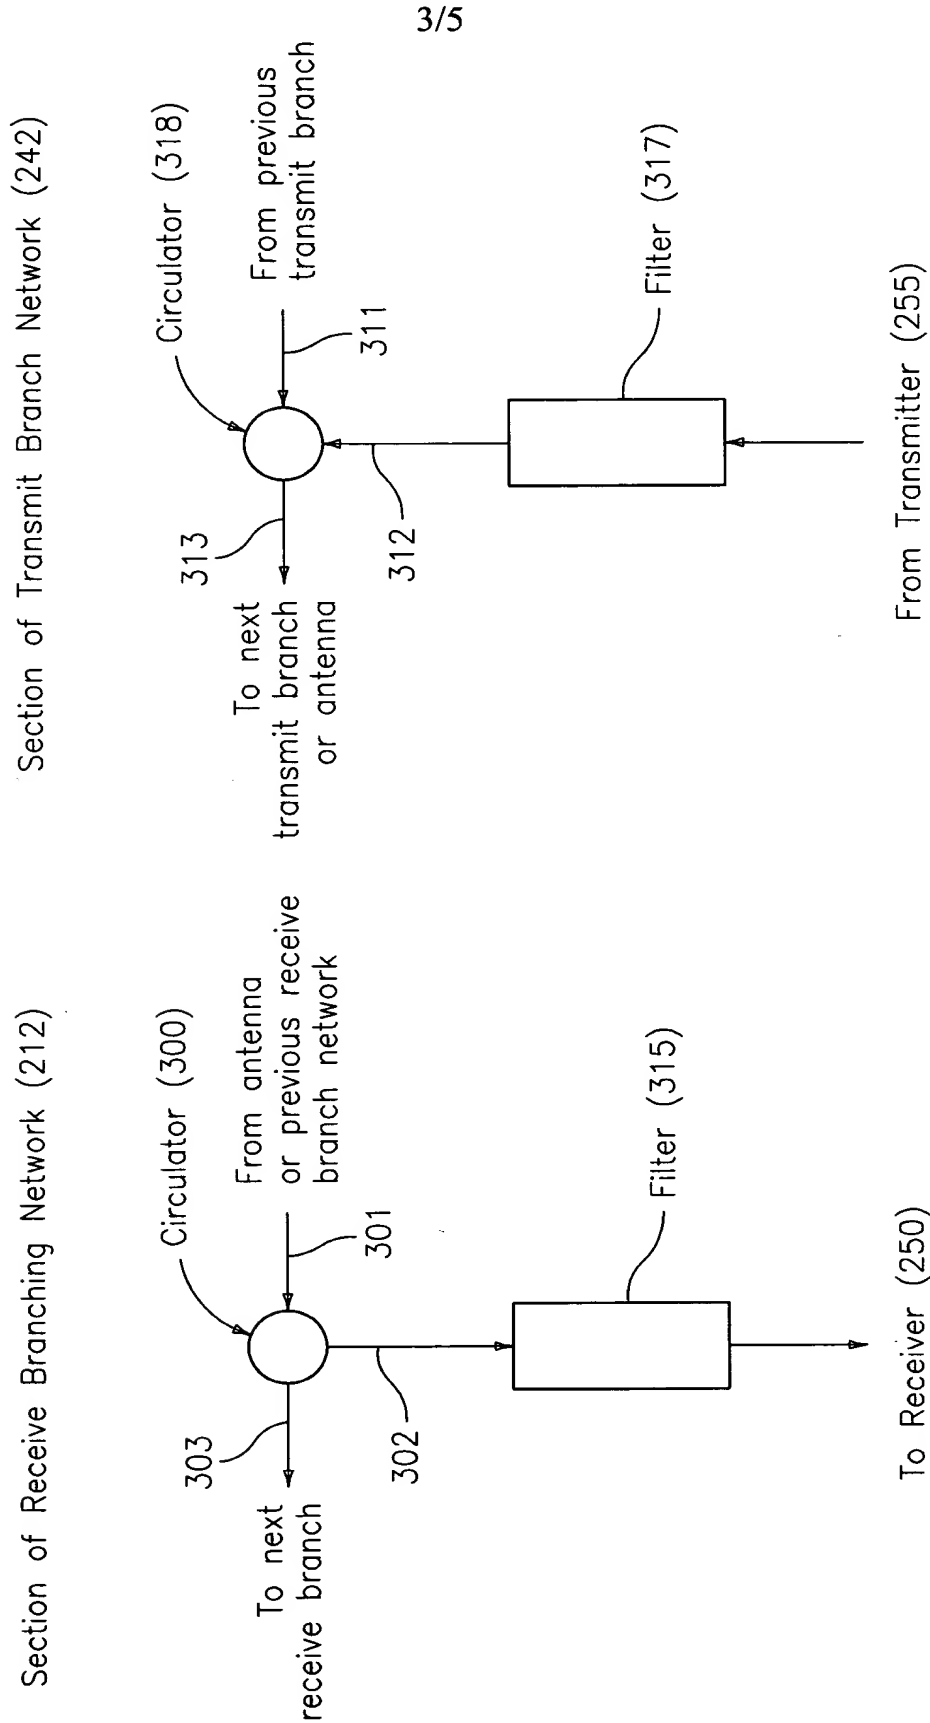 3/5
Section of Receive Branching Network (212)
Circulator (300)
From antenna
or previous receive
branch network
301
303
To next
receive branch
302
Filter (315)
To Receiver (250)
Section of Transmit Branch Network (242)
Circulator (318)
From previous
transmit branch
311
313
To next
transmit branch
or antenna
312
Filter (317)
From Transmitter (255)